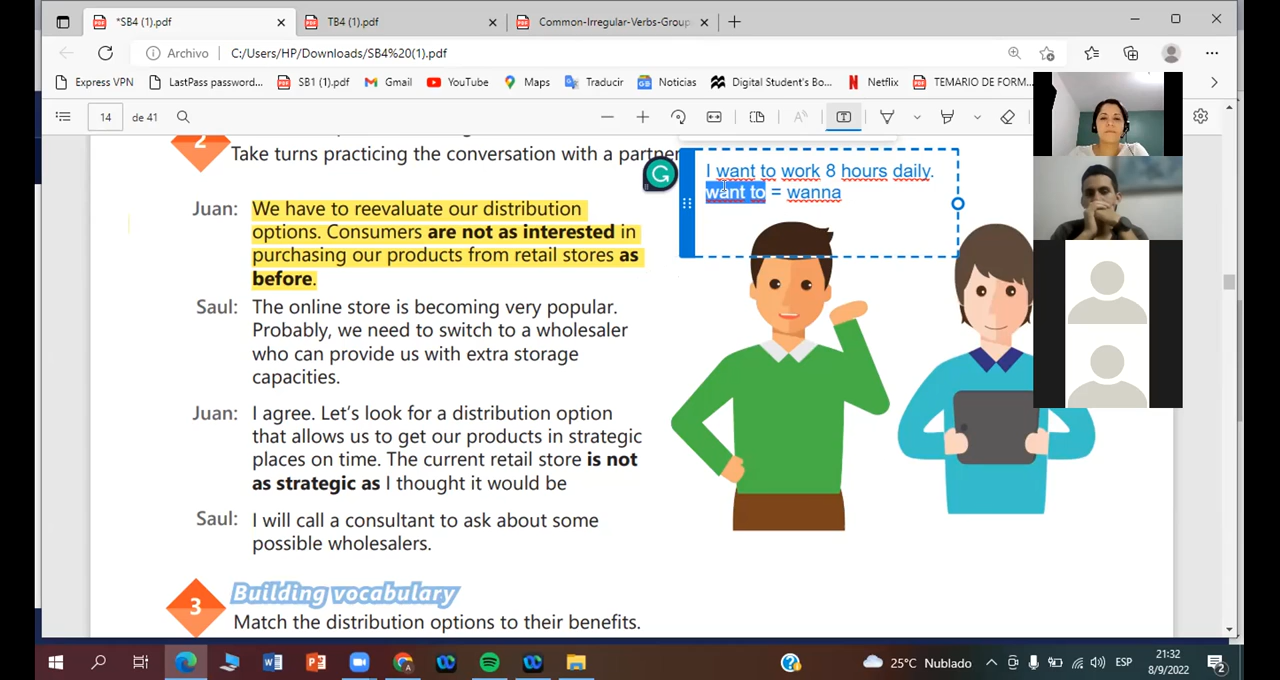 *SB4 (1).pdf
TB4 (1).pdf
Common-Irregular-Verbs-Group
Archivo
C:/Users/HP/Downloads/SB4%20(1).pdf
Express VPN
LastPass password...
SB1 (1).pdf
Gmail
YouTube
Maps
Traducir
Noticias
Digital Student's Bo...
Netflix
TEMARIO DE FORM...
14
de 41
2
Take turns practicing the conversation with a partner
I want to work 8 hours daily.
want to = wanna
Juan: We have to reevaluate our distribution
options. Consumers are not as interested in
purchasing our products from retail stores as
before.
Saul: The online store is becoming very popular.
Probably, we need to switch to a wholesaler
who can provide us with extra storage
capacities.
Juan: I agree. Let's look for a distribution option
that allows us to get our products in strategic
places on time. The current retail store is not
as strategic as I thought it would be
Saul: I will call a consultant to ask about some
possible wholesalers.
3
Building vocabulary
Match the distribution options to their benefits.
25°C Nublado
ESP
21:32
8/9/2022
2